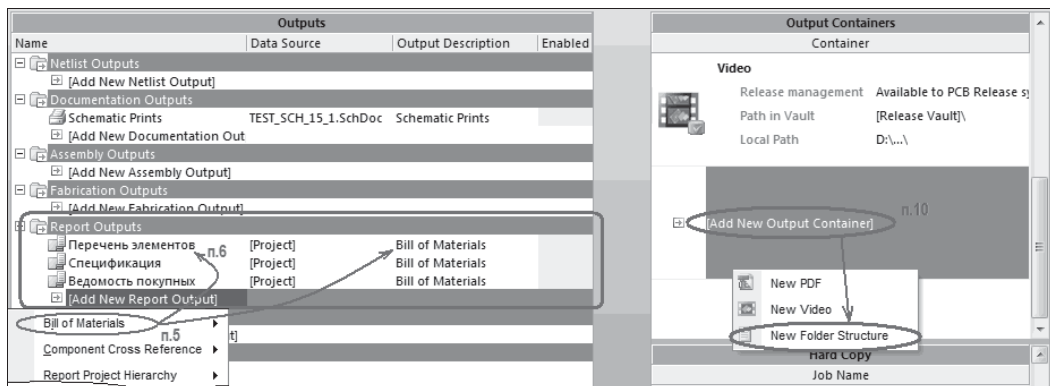 Outputs
Name Data Source Output Description Enabled
Netlist Outputs
[Add New Netlist Output]
Documentation Outputs
Schematic Prints TEST_SCH_15_1.SchDoc Schematic Prints
[Add New Documentation Out
Assembly Outputs
[Add New Assembly Output]
Fabrication Outputs
[Add New Fabrication Output]
Report Outputs
Перечень элементов [Project] Bill of Materials
п.6
Спецификация [Project] Bill of Materials
Ведомость покупных [Project] Bill of Materials
[Add New Report Output]
Bill of Materials
п.5
t]
Component Cross Reference
Report Project Hierarchy
Output Containers
Container
Video
Release management Available to PCB Release sy
Path in Vault [Release Vault]\
Local Path D:\...\
п.10
[Add New Output Container]
New PDF
New Video
New Folder Structure
Hard Copy
Job Name